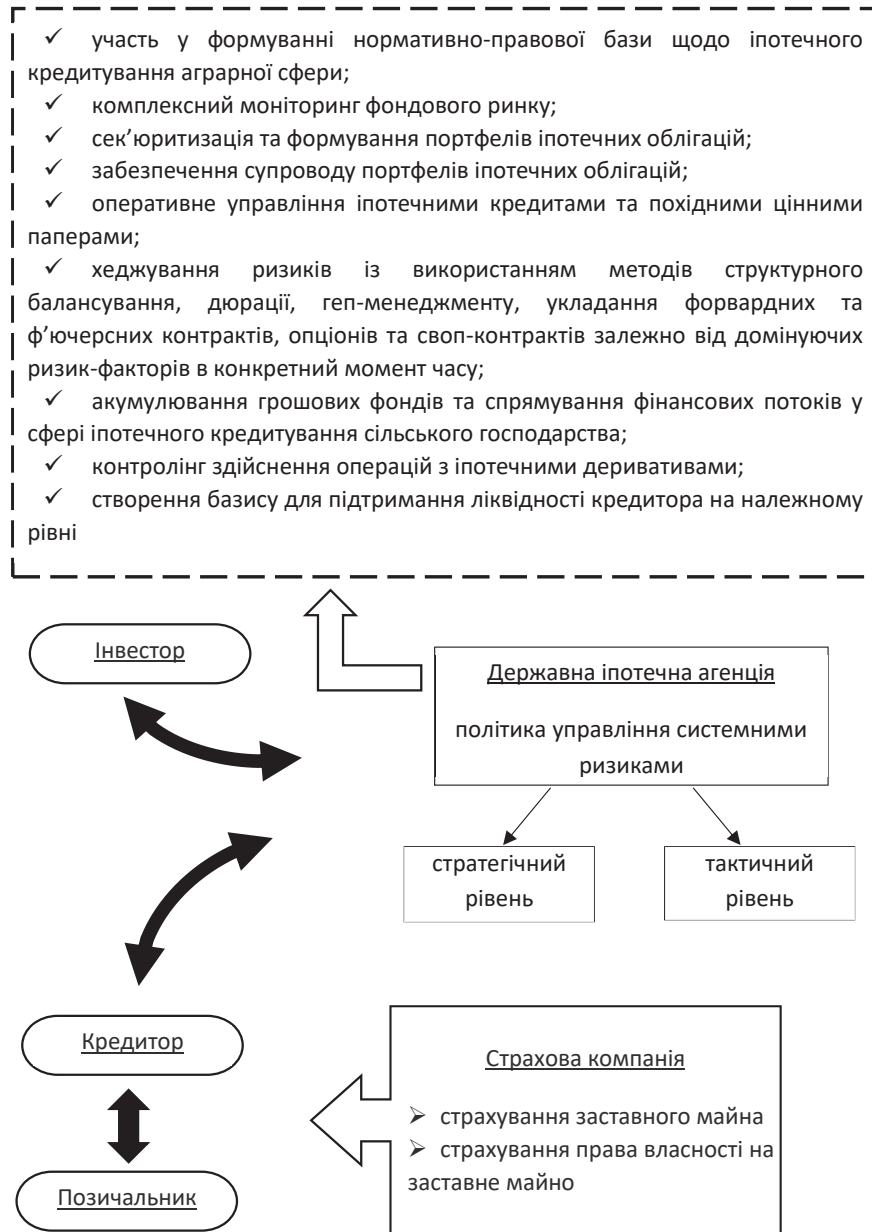 ✓ участь у формуванні нормативно-правової бази щодо іпотечного
кредитування аграрної сфери;
✓ комплексний моніторинг фондового ринку;
✓ сек’юритизація та формування портфелів іпотечних облігацій;
✓ забезпечення супроводу портфелів іпотечних облігацій;
✓ оперативне управління іпотечними кредитами та похідними цінними
паперами;
✓ хеджування ризиків із використанням методів структурного
балансування, дюрації, геп-менеджменту, укладання форвардних та
ф’ючерсних контрактів, опціонів та своп-контрактів залежно від домінуючих
ризик-факторів в конкретний момент часу;
✓ акумулювання грошових фондів та спрямування фінансових потоків у
сфері іпотечного кредитування сільського господарства;
✓ контролінг здійснення операцій з іпотечними деривативами;
✓ створення базису для підтримання ліквідності кредитора на належному
рівні
Інвестор
Державна іпотечна агенція
політика управління системними
ризиками
стратегічний
рівень
тактичний
рівень
Кредитор
Страхова компанія
➢ страхування заставного майна
➢ страхування права власності на
заставне майно
Позичальник